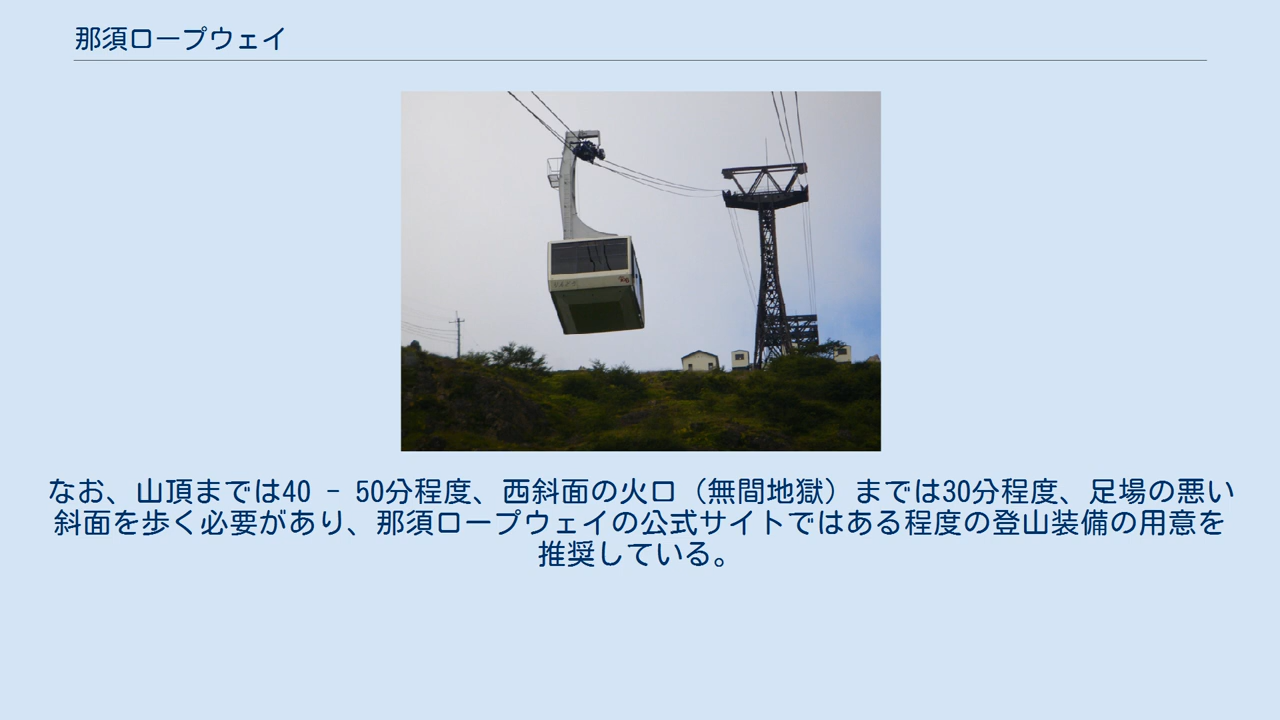 那須ロープウェイ
なお、山頂までは40 - 50分程度、西斜面の火口（無間地獄）までは30分程度、足場の悪い
斜面を歩く必要があり、那須ロープウェイの公式サイトではある程度の登山装備の用意を
推奨している。